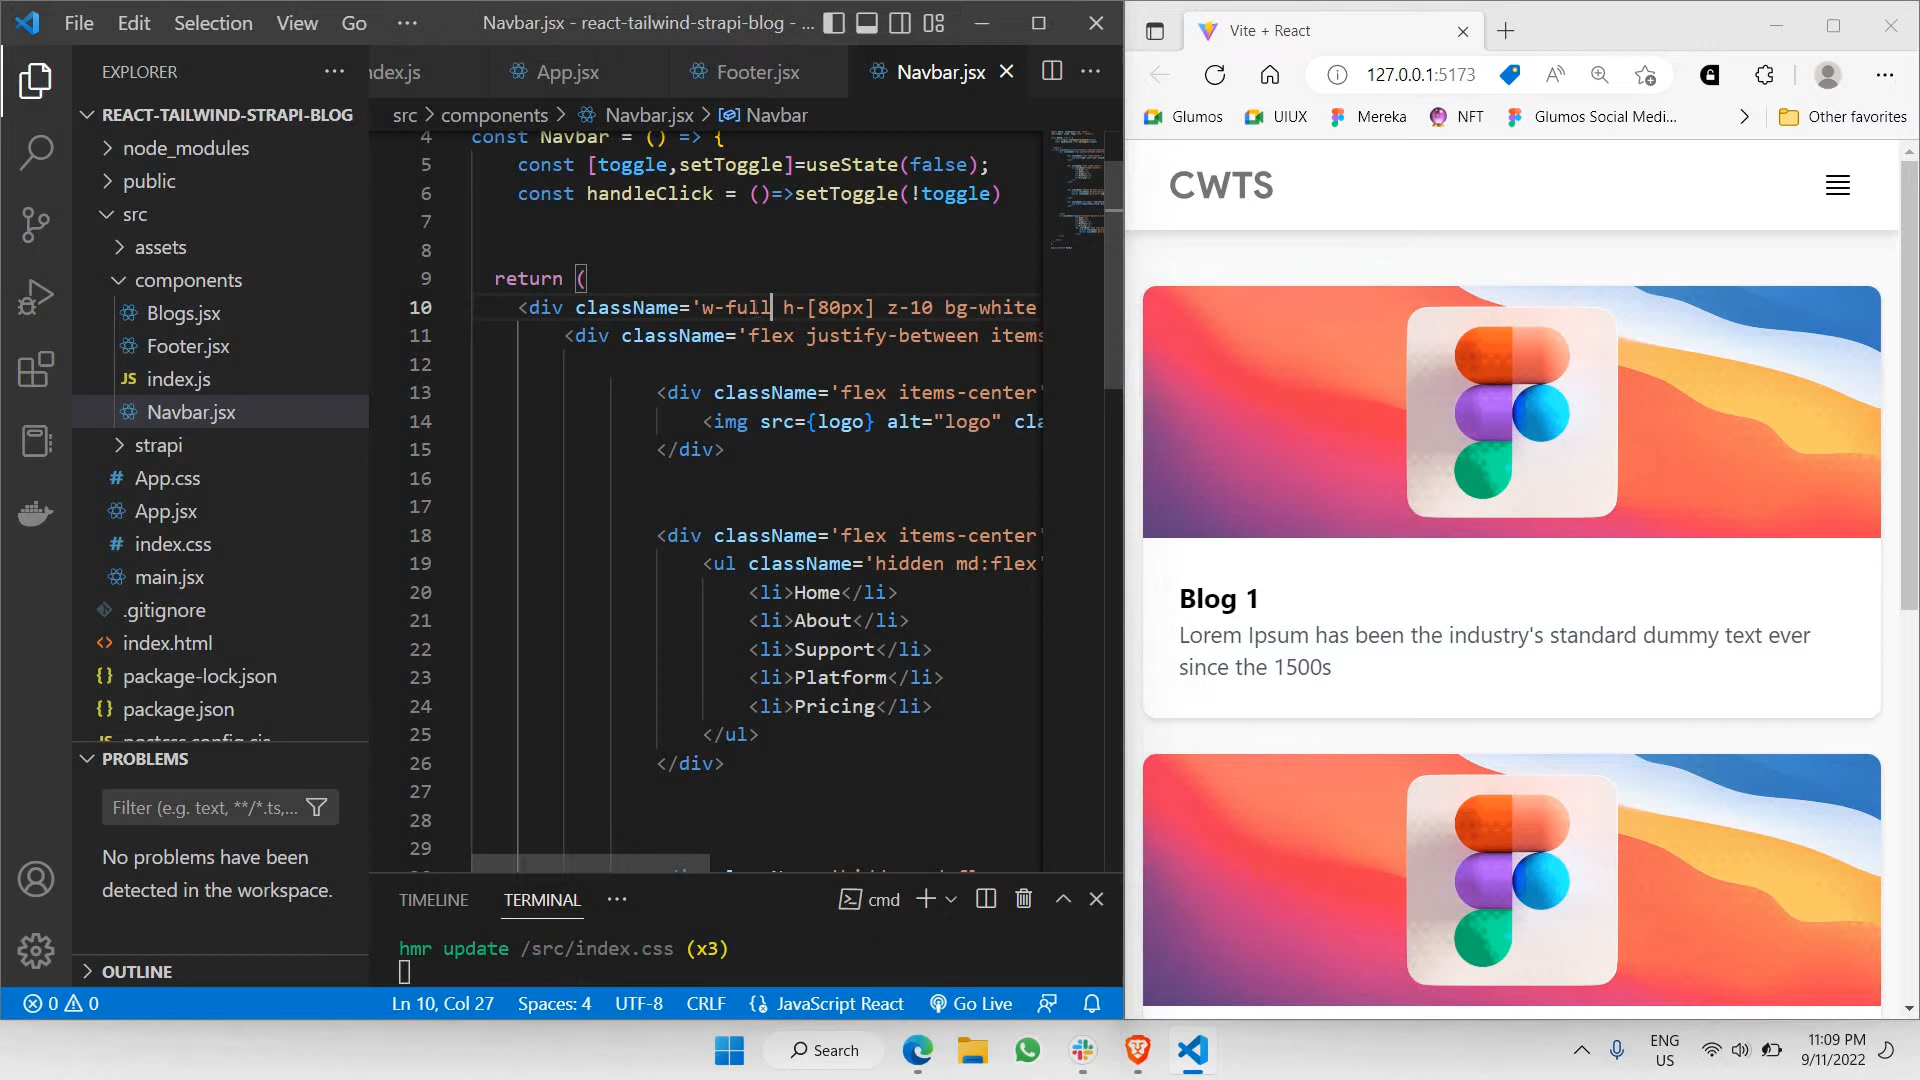 File Edit Selection View Go ··· Navbar.jsx - react-tailwind-strapi-blog - ...
EXPLORER
REACT-TAILWIND-STRAPI-BLOG
node_modules
public
src
assets
components
Blogs.jsx
Footer.jsx
JS index.js
Navbar.jsx
strapi
# App.css
App.jsx
# index.css
main.jsx
.gitignore
<> index.html
{} package-lock.json
{} package.json
JS postcss.config.cjs
PROBLEMS
Filter (e.g. text, **/*.ts,...
No problems have been
detected in the workspace.
OUTLINE
ndex.js App.jsx Footer.jsx Navbar.jsx
src > components > Navbar.jsx > Navbar
4 const Navbar = () => {
5 const [toggle,setToggle]=useState(false);
6 const handleClick = ()=>setToggle(!toggle)
7
8
9 return (
10 <div className='w-full h-[80px] z-10 bg-white
11 <div className='flex justify-between items
12
13 <div className='flex items-center'
14 <img src={logo} alt="logo" cla
15 </div>
16
17
18 <div className='flex items-center'
19 <ul className='hidden md:flex'
20 <li>Home</li>
21 <li>About</li>
22 <li>Support</li>
23 <li>Platform</li>
24 <li>Pricing</li>
25 </ul>
26 </div>
27
28
29
TIMELINE TERMINAL ··· cmd
hmr update /src/index.css (x3)
0 0 Ln 10, Col 27 Spaces: 4 UTF-8 CRLF JavaScript React Go Live
Vite + React
127.0.0.1:5173
Glumos UIUX Mereka NFT Glumos Social Medi... Other favorites
CWTS
Blog 1
Lorem Ipsum has been the industry's standard dummy text ever
since the 1500s
Search
ENG
US
11:09 PM
9/11/2022